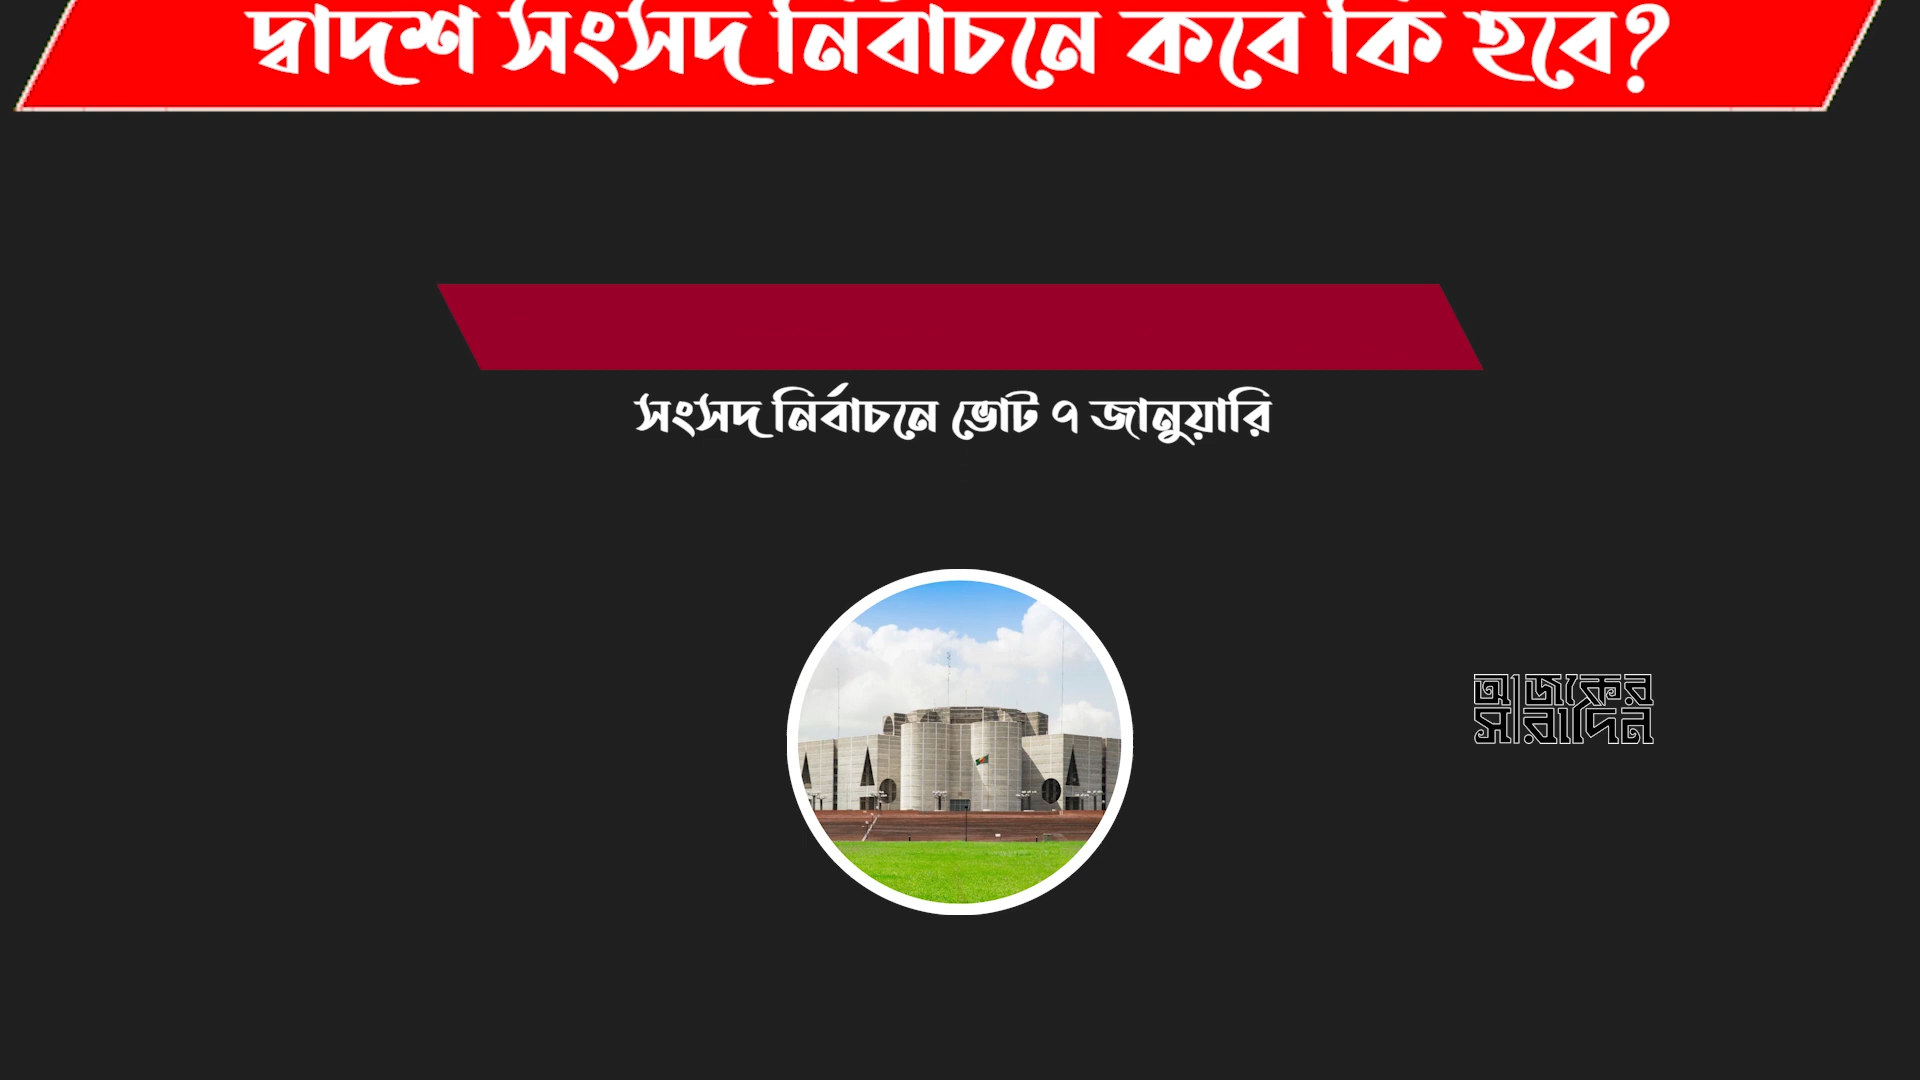 দ্বাদশ সংসদ নির্বাচনে কবে কি হবে?
সংসদ নির্বাচনে ভোট ৭ জানুয়ারি
আজকের
সারাদিন